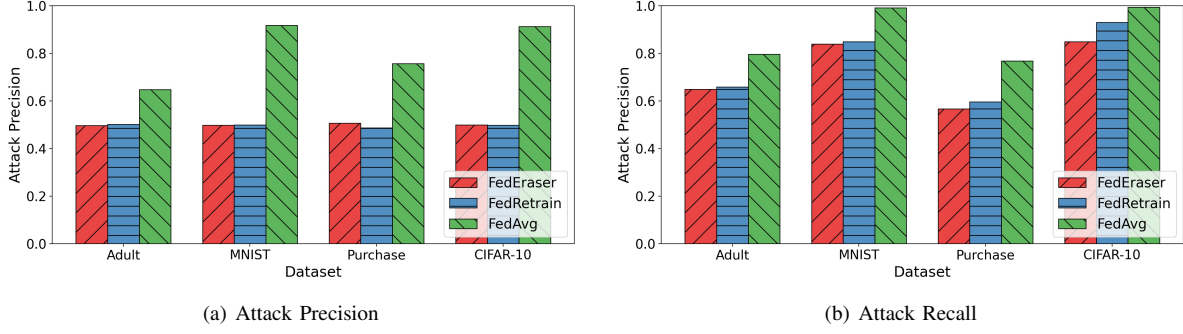 1.0
0.8
0.6
0.4
0.2
0.0
Attack Precision
Adult
MNIST
Purchase
CIFAR-10
Dataset
FedEraser
FedRetrain
FedAvg
(a) Attack Precision
1.0
0.8
0.6
0.4
0.2
0.0
Attack Precision
Adult
MNIST
Purchase
CIFAR-10
Dataset
FedEraser
FedRetrain
FedAvg
(b) Attack Recall